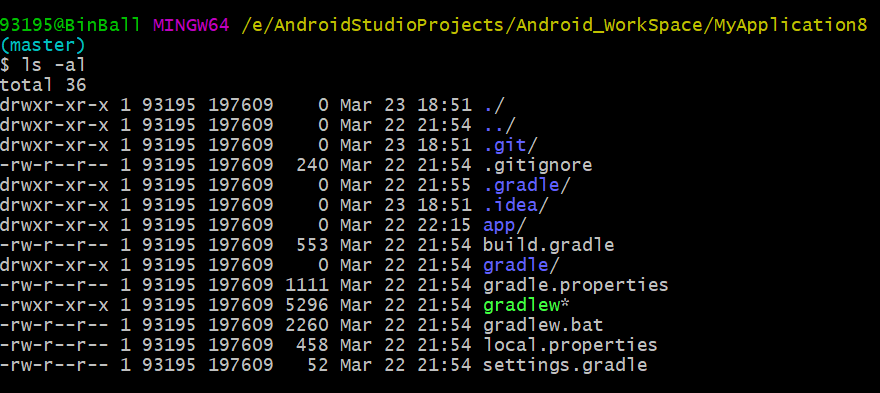 93195@BinBall MINGW64 /e/AndroidStudioProjects/Android_WorkSpace/MyApplication8
(master)
$ ls -al
total 36
drwxr-xr-x 1 93195 197609    0 Mar 23 18:51 ./
drwxr-xr-x 1 93195 197609    0 Mar 22 21:54 ../
drwxr-xr-x 1 93195 197609    0 Mar 23 18:51 .git/
-rw-r--r-- 1 93195 197609  240 Mar 22 21:54 .gitignore
drwxr-xr-x 1 93195 197609    0 Mar 22 21:55 .gradle/
drwxr-xr-x 1 93195 197609    0 Mar 23 18:51 .idea/
drwxr-xr-x 1 93195 197609    0 Mar 22 22:15 app/
-rw-r--r-- 1 93195 197609  553 Mar 22 21:54 build.gradle
drwxr-xr-x 1 93195 197609    0 Mar 22 21:54 gradle/
-rw-r--r-- 1 93195 197609 1111 Mar 22 21:54 gradle.properties
-rwxr-xr-x 1 93195 197609 5296 Mar 22 21:54 gradlew*
-rw-r--r-- 1 93195 197609 2260 Mar 22 21:54 gradlew.bat
-rw-r--r-- 1 93195 197609  458 Mar 22 21:54 local.properties
-rw-r--r-- 1 93195 197609   52 Mar 22 21:54 settings.gradle